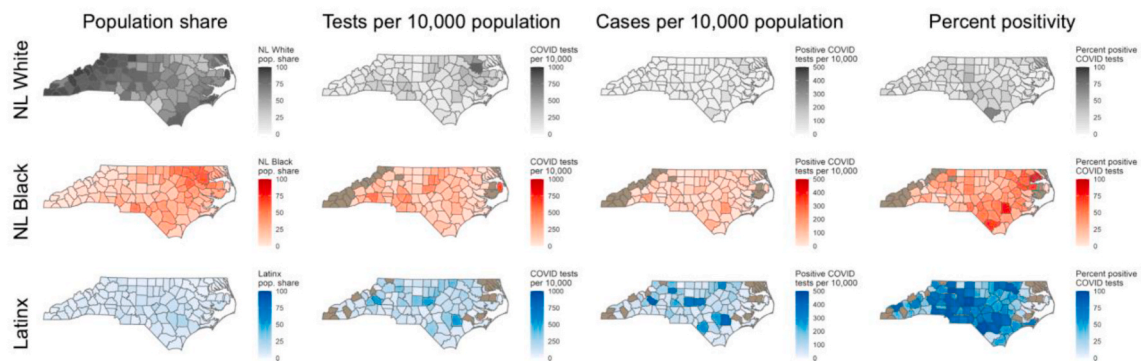 Population share
Tests per 10,000 population
Cases per 10,000 population
Percent positivity
NL White
NL White
pop. share
100
75
50
25
0
COVID tests
per 10,000
1000
750
500
250
0
Positive COVID
tests per 10,000
500
400
300
200
100
0
Percent positive
COVID tests
100
75
50
25
0
NL Black
NL Black
pop. share
100
75
50
25
0
COVID tests
per 10,000
1000
750
500
250
0
Positive COVID
tests per 10,000
500
400
300
200
100
0
Percent positive
COVID tests
100
75
50
25
0
Latinx
Latinx
pop. share
100
75
50
25
0
COVID tests
per 10,000
1000
750
500
250
0
Positive COVID
tests per 10,000
500
400
300
200
100
0
Percent positive
COVID tests
100
75
50
25
0